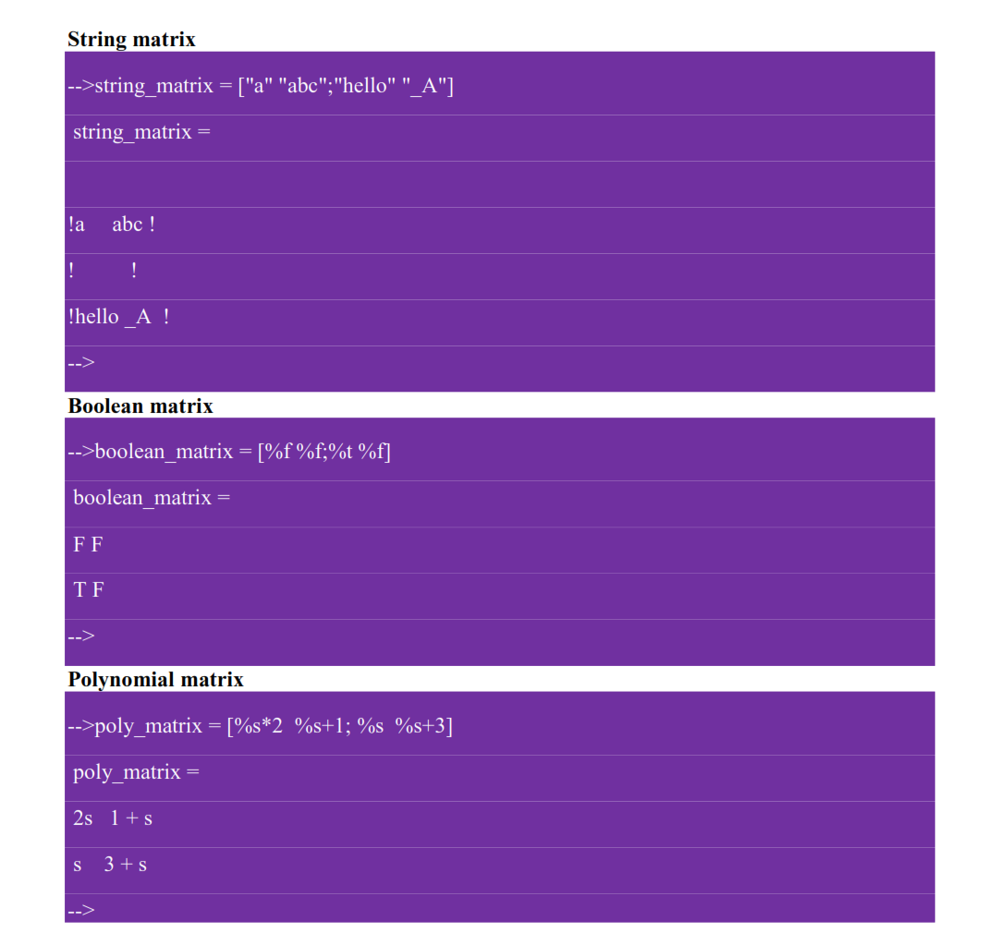 String matrix
-->string_matrix = ["a" "abc";"hello" "_A"]
string_matrix =
!a     abc !
!          !
!hello _A  !
-->
Boolean matrix
-->boolean_matrix = [%f %f;%t %f]
boolean_matrix =
F F
T F
-->
Polynomial matrix
-->poly_matrix = [%s*2  %s+1; %s  %s+3]
poly_matrix =
2s   1 + s
s    3 + s
-->